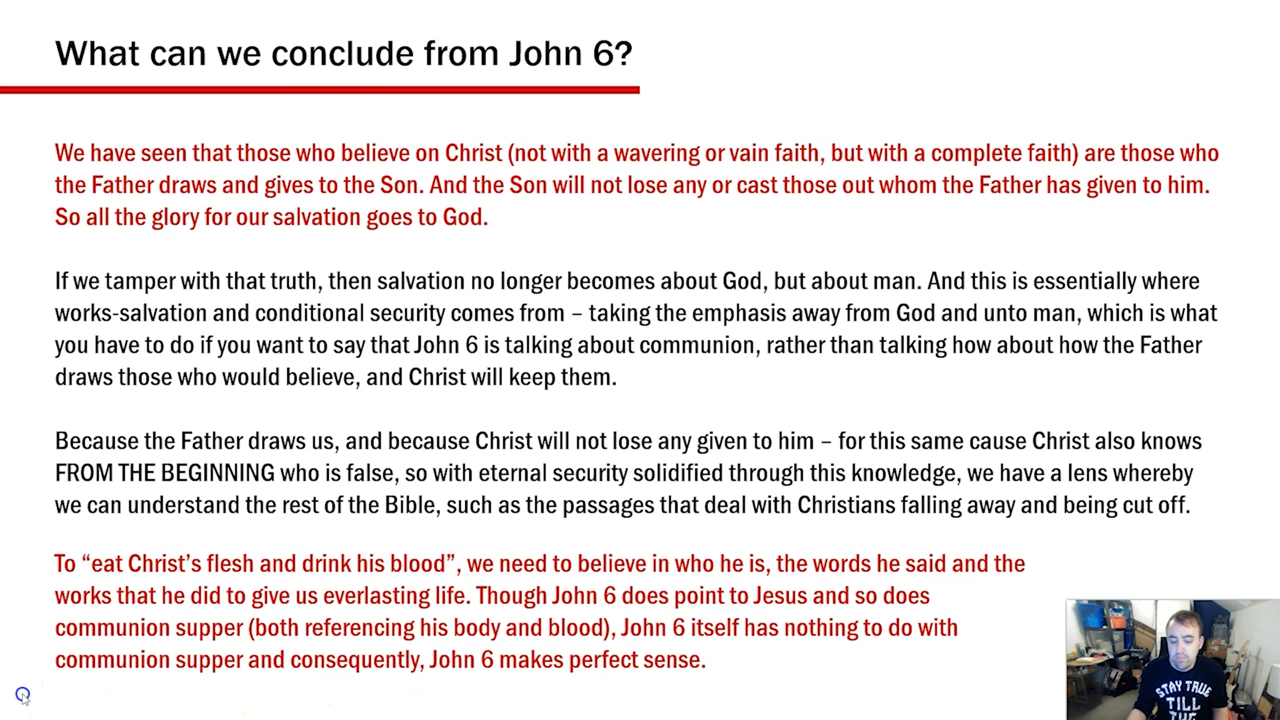 What can we conclude from John 6?
We have seen that those who believe on Christ (not with a wavering or vain faith, but with a complete faith) are those who
the Father draws and gives to the Son. And the Son will not lose any or cast those out whom the Father has given to him.
So all the glory for our salvation goes to God.
If we tamper with that truth, then salvation no longer becomes about God, but about man. And this is essentially where
works-salvation and conditional security comes from – taking the emphasis away from God and unto man, which is what
you have to do if you want to say that John 6 is talking about communion, rather than talking how about how the Father
draws those who would believe, and Christ will keep them.
Because the Father draws us, and because Christ will not lose any given to him – for this same cause Christ also knows
FROM THE BEGINNING who is false, so with eternal security solidified through this knowledge, we have a lens whereby
we can understand the rest of the Bible, such as the passages that deal with Christians falling away and being cut off.
To “eat Christ’s flesh and drink his blood”, we need to believe in who he is, the words he said and the
works that he did to give us everlasting life. Though John 6 does point to Jesus and so does
communion supper (both referencing his body and blood), John 6 itself has nothing to do with
communion supper and consequently, John 6 makes perfect sense.
STAY TRUE
TILL
THE